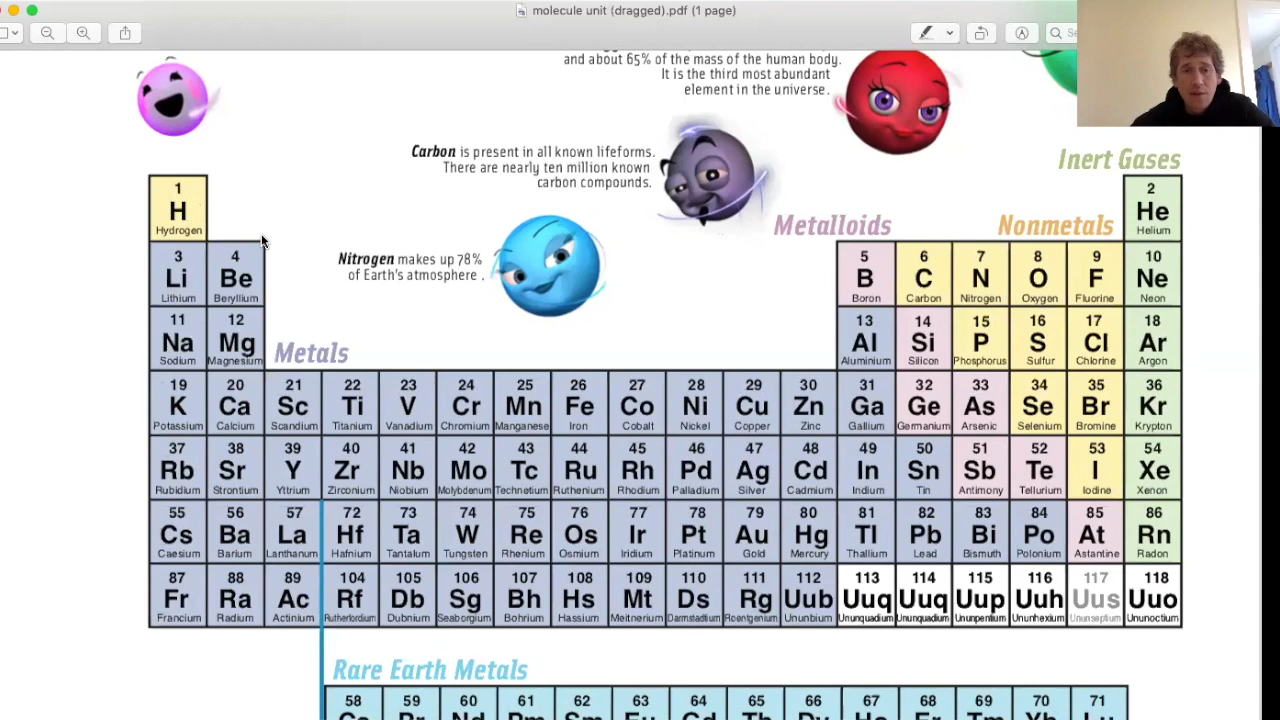 molecule unit (dragged).pdf (1 page)
and about 65% of the mass of the human body.
It is the third most abundant
element in the universe.
Carbon is present in all known lifeforms.
There are nearly ten million known
carbon compounds.
Inert Gases
Metalloids
Nonmetals
Nitrogen makes up 78%
of Earth's atmosphere .
Metals
1 2
H He
Hydrogen Helium
3 4 5 6 7 8 9 10
Li Be B C N O F Ne
Lithium Beryllium Boron Carbon Nitrogen Oxygen Fluorine Neon
11 12 13 14 15 16 17 18
Na Mg Al Si P S Cl Ar
Sodium Magnesium Aluminium Silicon Phosphorus Sulfur Chlorine Argon
19 20 21 22 23 24 25 26 27 28 29 30 31 32 33 34 35 36
K Ca Sc Ti V Cr Mn Fe Co Ni Cu Zn Ga Ge As Se Br Kr
Potassium Calcium Scandium Titanium Vanadium Chromium Manganese Iron Cobalt Nickel Copper Zinc Gallium Germanium Arsenic Selenium Bromine Krypton
37 38 39 40 41 42 43 44 45 46 47 48 49 50 51 52 53 54
Rb Sr Y Zr Nb Mo Tc Ru Rh Pd Ag Cd In Sn Sb Te I Xe
Rubidium Strontium Yttrium Zirconium Niobium Molybdenum Technetium Ruthenium Rhodium Palladium Silver Cadmium Indium Tin Antimony Tellurium Iodine Xenon
55 56 57 72 73 74 75 76 77 78 79 80 81 82 83 84 85 86
Cs Ba La Hf Ta W Re Os Ir Pt Au Hg Tl Pb Bi Po At Rn
Caesium Barium Lanthanum Hafnium Tantalum Tungsten Rhenium Osmium Iridium Platinum Gold Mercury Thallium Lead Bismuth Polonium Astantine Radon
87 88 89 104 105 106 107 108 109 110 111 112 113 114 115 116 117 118
Fr Ra Ac Rf Db Sg Bh Hs Mt Ds Rg Uub Uuq Uuq Uup Uuh Uus Uuo
Francium Radium Actinium Rutherfordium Dubnium Seaborgium Bohrium Hassium Meitnerium Darmstadtium Roentgenium Ununbium Ununquadium Ununquadium Ununpentium Ununhexium Ununseptium Ununoctium
Rare Earth Metals
58 59 60 61 62 63 64 65 66 67 68 69 70 71